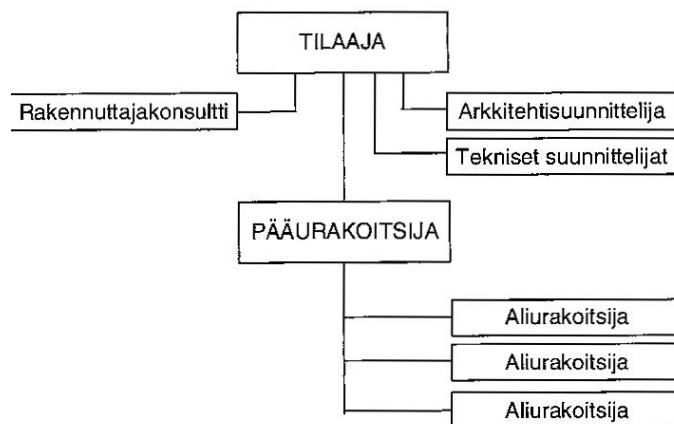 TILAAJA
Rakennuttajakonsultti
Arkkitehtisuunnittelija
Tekniset suunnittelijat
PÄÄURAKOITSIJA
Aliurakoitsija
Aliurakoitsija
Aliurakoitsija